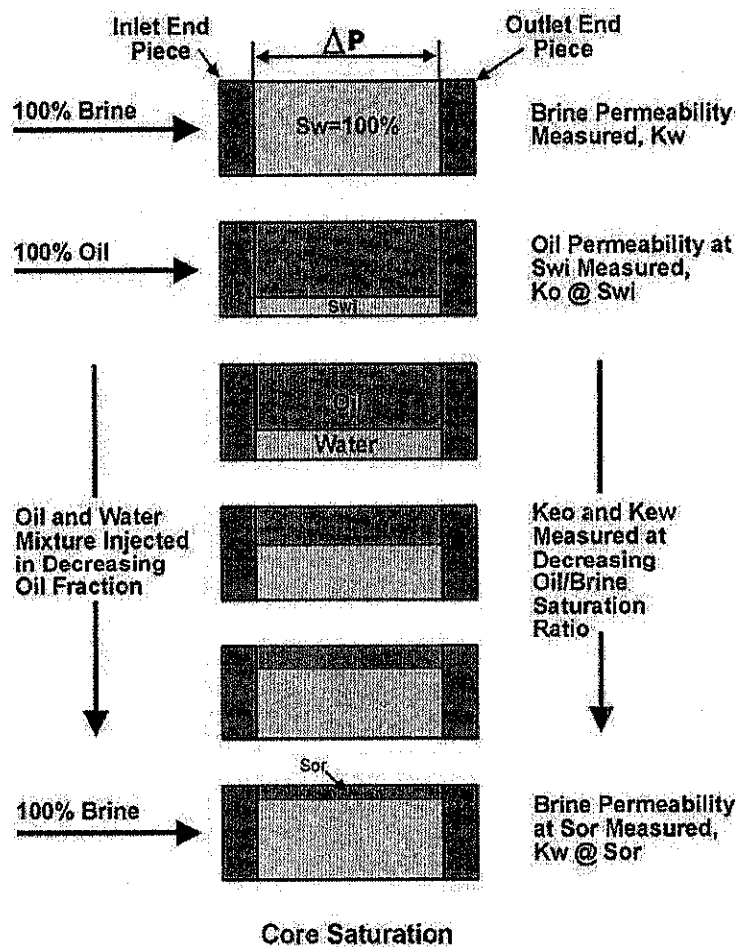 Inlet End
Piece
ΔP
Outlet End
Piece
100% Brine
Sw=100%
Brine Permeability
Measured, Kw
100% Oil
Swi
Oil Permeability at
Swi Measured,
Ko @ Swi
Oil
Water
Oil and Water
Mixture Injected
in Decreasing
Oil Fraction
Keo and Kew
Measured at
Decreasing
Oil/Brine
Saturation
Ratio
Sor
100% Brine
Brine Permeability
at Sor Measured,
Kw @ Sor
Core Saturation